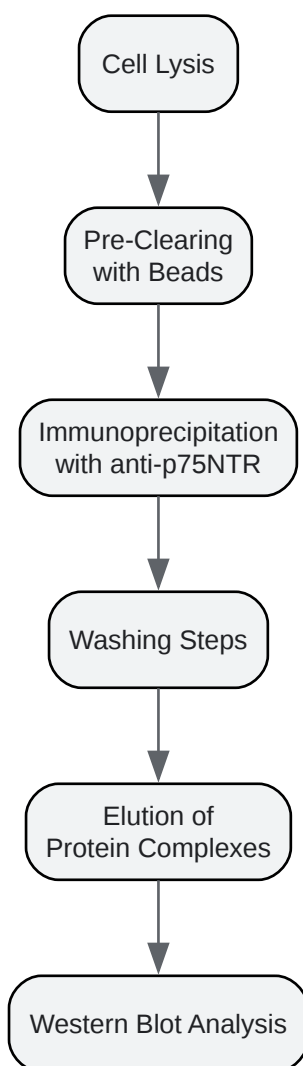 Cell Lysis
Pre-Clearing
with Beads
Immunoprecipitation
with anti-p75NTR
Washing Steps
Elution of
Protein Complexes
Western Blot Analysis